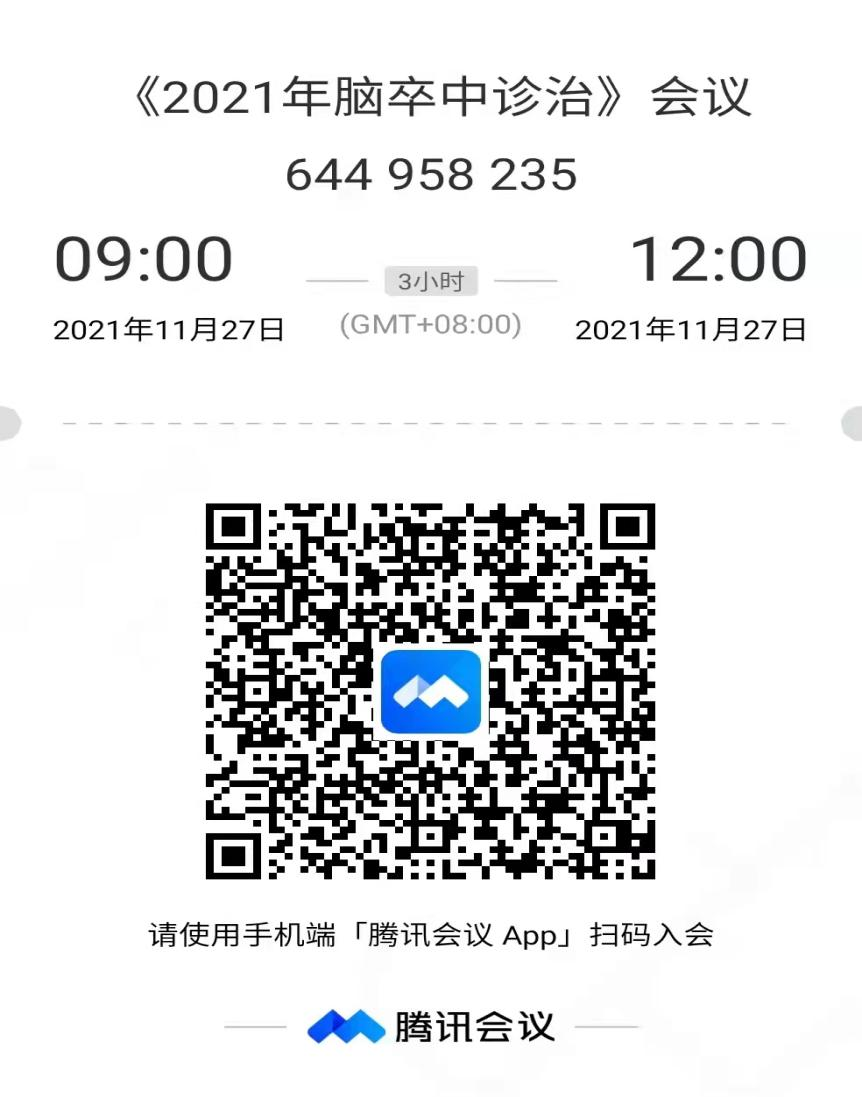 《2021年脑卒中诊治》会议
644 958 235
09:00
3小时
12:00
2021年11月27日
(GMT+08:00)
2021年11月27日
请使用手机端「腾讯会议 App」扫码入会
腾讯会议